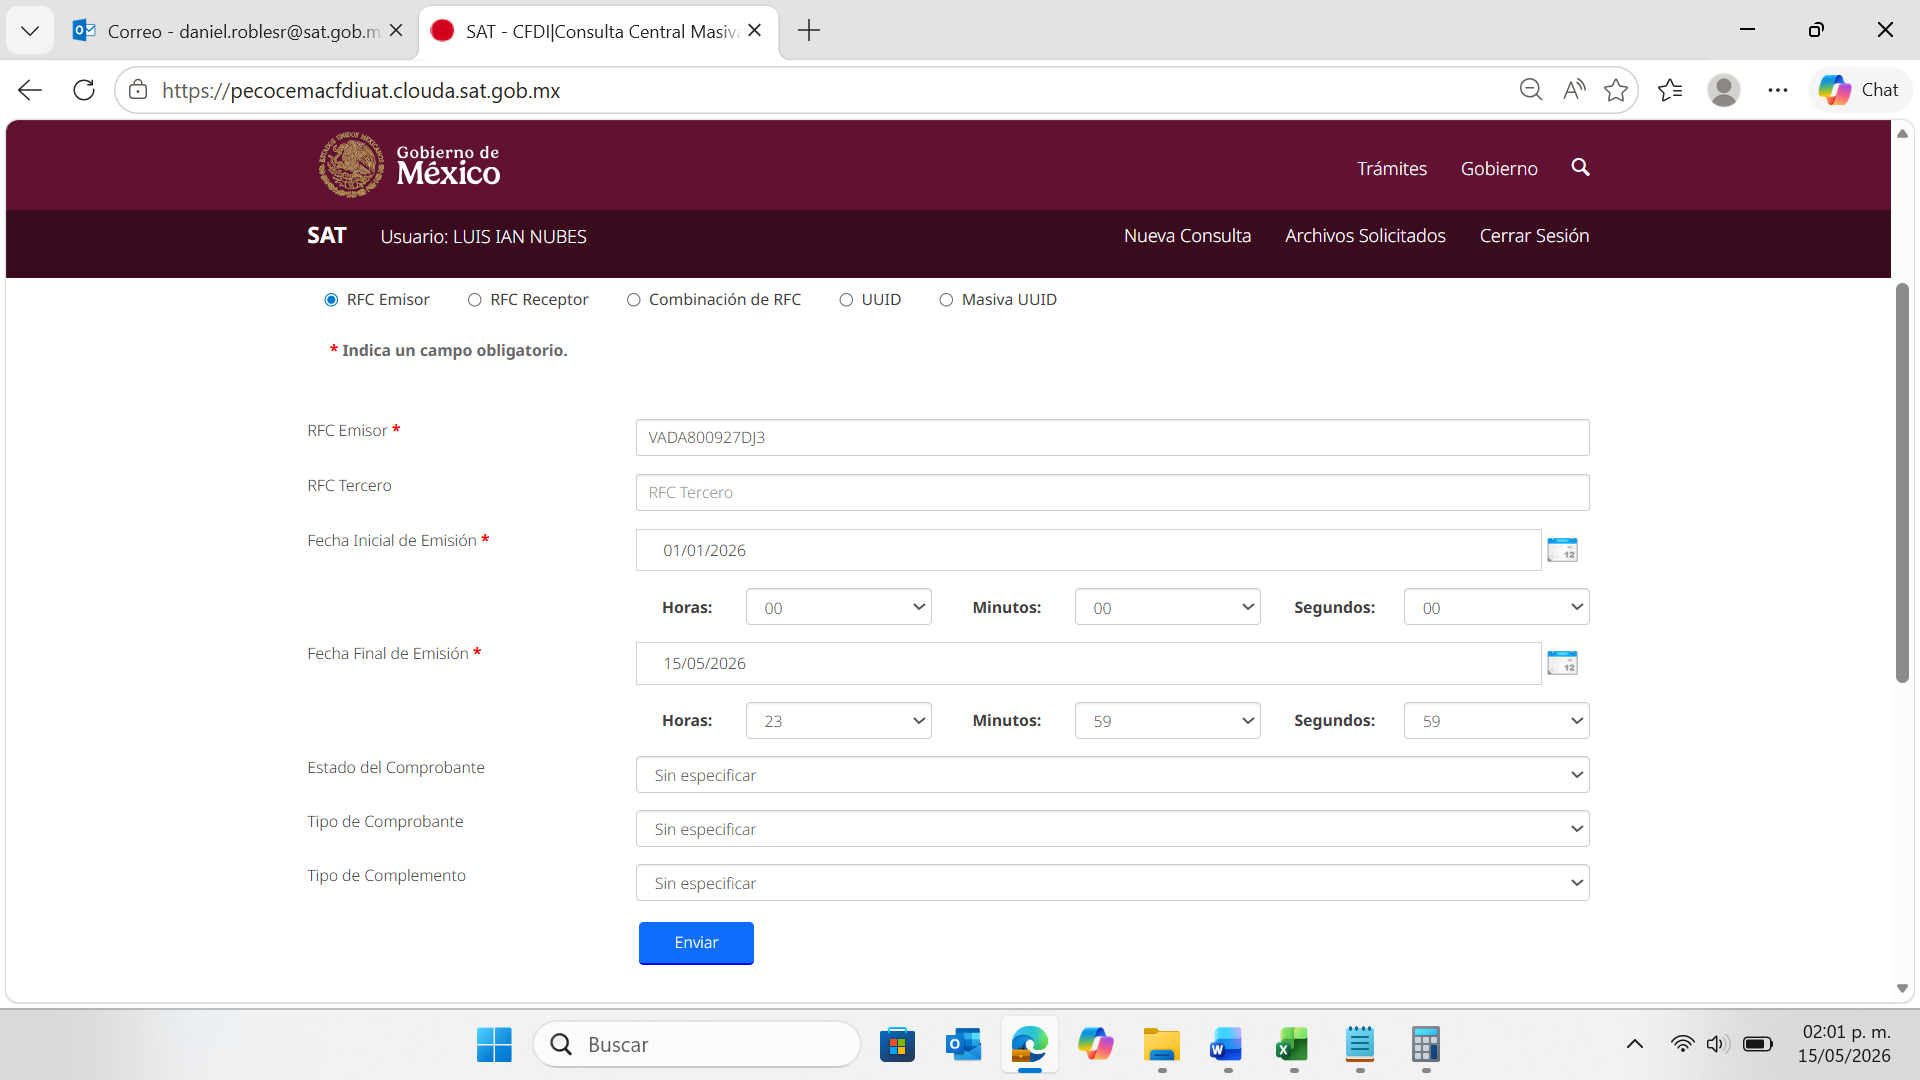 Correo - daniel.roblesr@sat.gob.m
SAT - CFDI|Consulta Central Masiva
https://pecocemacfdiuat.clouda.sat.gob.mx
Chat
Gobierno de
México
Trámites
Gobierno
SAT
Usuario: LUIS IAN NUBES
Nueva Consulta
Archivos Solicitados
Cerrar Sesión
RFC Emisor
RFC Receptor
Combinación de RFC
UUID
Masiva UUID
* Indica un campo obligatorio.
RFC Emisor *
VADA800927DJ3
RFC Tercero
RFC Tercero
Fecha Inicial de Emisión *
01/01/2026
Horas:
00
Minutos:
00
Segundos:
00
Fecha Final de Emisión *
15/05/2026
Horas:
23
Minutos:
59
Segundos:
59
Estado del Comprobante
Sin especificar
Tipo de Comprobante
Sin especificar
Tipo de Complemento
Sin especificar
Enviar
Buscar
02:01 p. m.
15/05/2026